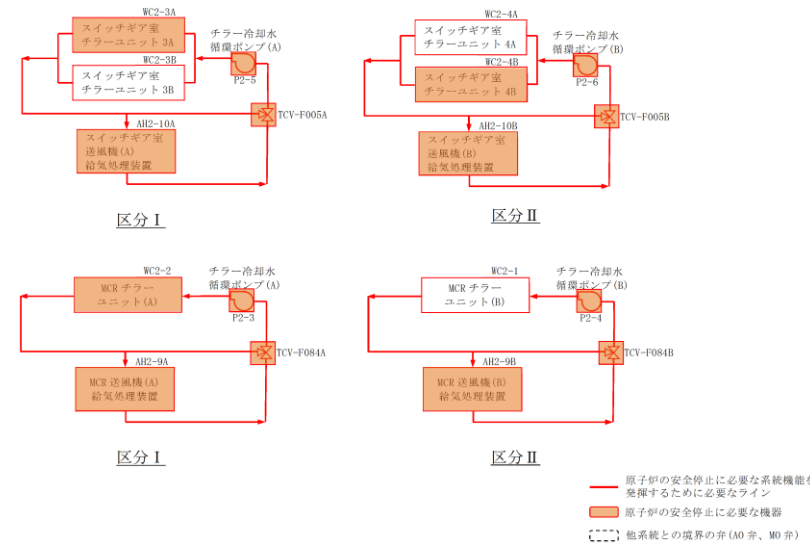 WC2-3A
スイッチギア室
チラーユニット 3A
WC2-3B
スイッチギア室
チラーユニット 3B
チラー冷却水
循環ポンプ(A)
P2-5
TCV-F005A
AH2-10A
スイッチギア室
送風機(A)
給気処理装置
区分Ⅰ
WC2-4A
スイッチギア室
チラーユニット 4A
WC2-4B
スイッチギア室
チラーユニット 4B
チラー冷却水
循環ポンプ(B)
P2-6
TCV-F005B
AH2-10B
スイッチギア室
送風機(B)
給気処理装置
区分Ⅱ
WC2-2
MCR チラー
ユニット(A)
チラー冷却水
循環ポンプ(A)
P2-3
TCV-F084A
AH2-9A
MCR 送風機(A)
給気処理装置
区分Ⅰ
WC2-1
MCR チラー
ユニット(B)
チラー冷却水
循環ポンプ(B)
P2-4
TCV-F084B
AH2-9B
MCR 送風機(B)
給気処理装置
区分Ⅱ
原子炉の安全停止に必要な系統機能を
発揮するために必要なライン
原子炉の安全停止に必要な機器
他系統との境界の弁(AO 弁、MO 弁)